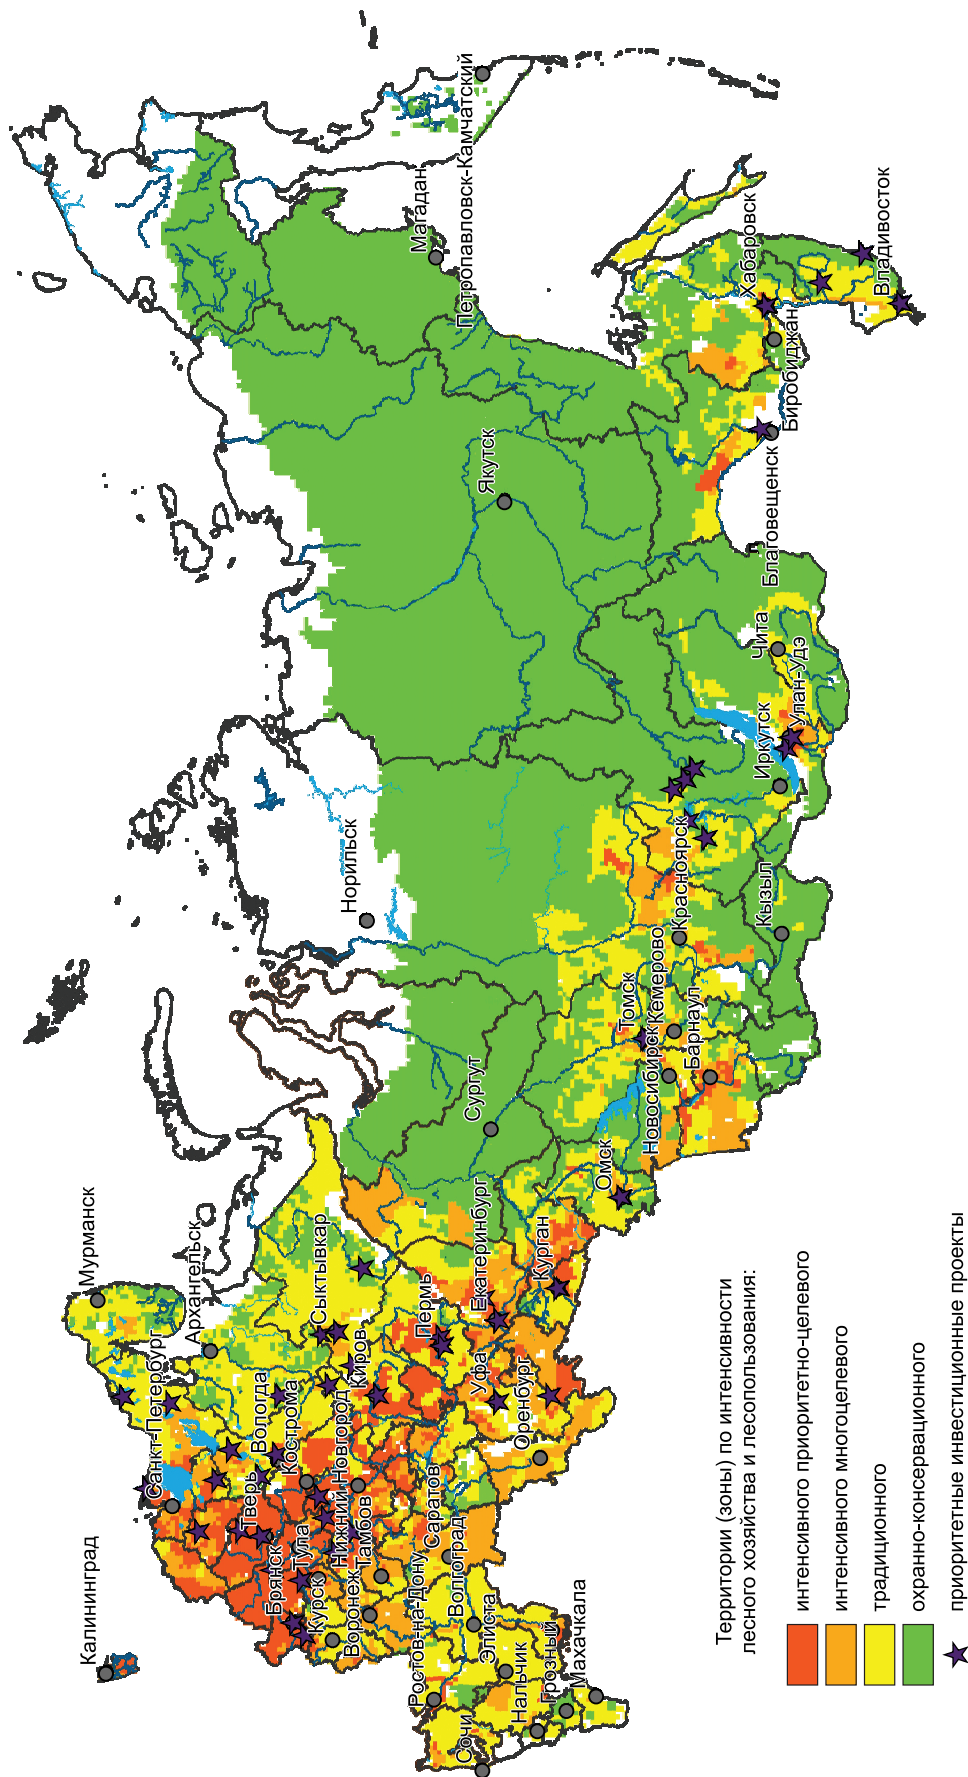 Калининград
Мурманск
Санкт-Петербург
Архангельск
Вологда
Кострома
Тверь
Брянск
Тула
Курск
Воронеж
Тамбов
Нижний Новгород
Киров
Сыктывкар
Пермь
Екатеринбург
Уфа
Курган
Оренбург
Саратов
Волгоград
Ростов-на-Дону
Элиста
Сочи
Нальчик
Грозный
Махачкала
Норильск
Сургут
Омск
Томск
Новосибирск
Кемерово
Барнаул
Красноярск
Кызыл
Иркутск
Улан-Удэ
Чита
Якутск
Магадан
Петропавловск-Камчатский
Благовещенск
Биробиджан
Хабаровск
Владивосток
Территории (зоны) по интенсивности
лесного хозяйства и лесопользования:
интенсивного приоритетно-целевого
интенсивного многоцелевого
традиционного
охранно-консервационного
приоритетные инвестиционные проекты